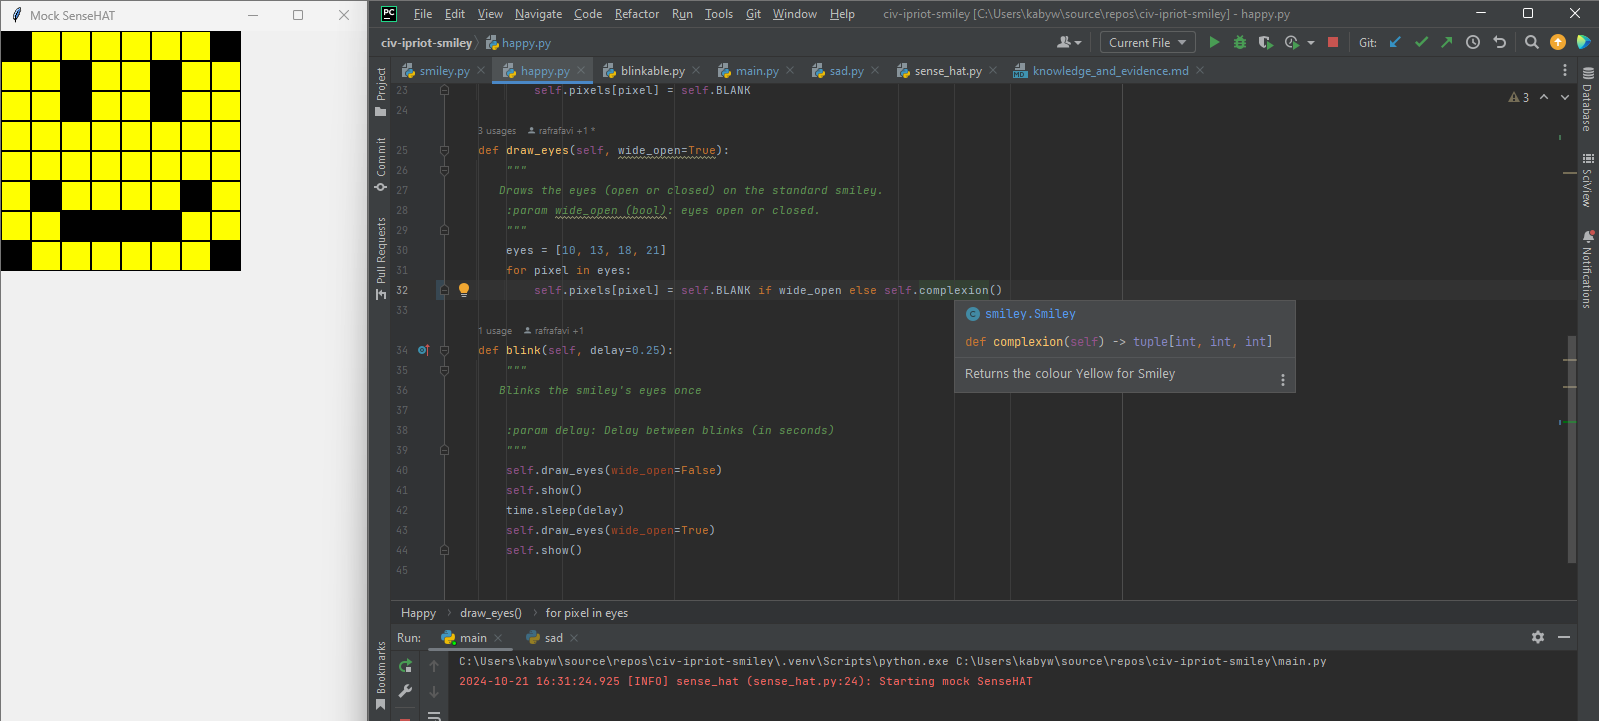 Mock SenseHAT
PC File Edit View Navigate Code Refactor Run Tools Git Window Help civ-ipriot-smiley [C:\Users\kabyw\source\repos\civ-ipriot-smiley] - happy.py
civ-ipriot-smiley happy.py Current File Git:
smiley.py happy.py blinkable.py main.py sad.py sense_hat.py knowledge_and_evidence.md
Project
Commit
Pull Requests
Bookmarks
23 self.pixels[pixel] = self.BLANK
3
24
3 usages rafrafavi +1 *
25 def draw_eyes(self, wide_open=True):
26 """
27 Draws the eyes (open or closed) on the standard smiley.
28 :param wide_open (bool): eyes open or closed.
29 """
30 eyes = [10, 13, 18, 21]
31 for pixel in eyes:
32 self.pixels[pixel] = self.BLANK if wide_open else self.complexion()
33
smiley.Smiley
def complexion(self) -> tuple[int, int, int]
Returns the colour Yellow for Smiley
1 usage rafrafavi +1
34 def blink(self, delay=0.25):
35 """
36 Blinks the smiley's eyes once
37
38 :param delay: Delay between blinks (in seconds)
39 """
40 self.draw_eyes(wide_open=False)
41 self.show()
42 time.sleep(delay)
43 self.draw_eyes(wide_open=True)
44 self.show()
45
Database
SciView
Notifications
Happy draw_eyes() for pixel in eyes
Run: main sad
C:\Users\kabyw\source\repos\civ-ipriot-smiley\.venv\Scripts\python.exe C:\Users\kabyw\source\repos\civ-ipriot-smiley\main.py
2024-10-21 16:31:24.925 [INFO] sense_hat (sense_hat.py:24): Starting mock SenseHAT